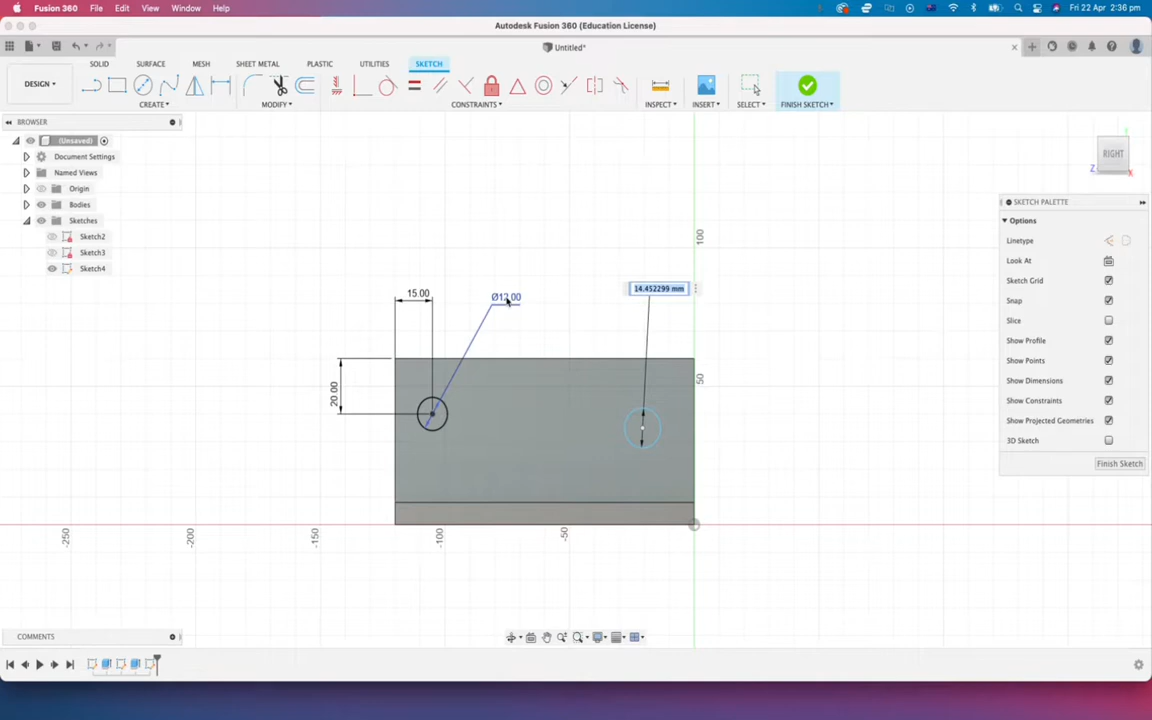 Fusion 360 File Edit View Window Help Fri 22 Apr 2:36 pm
Autodesk Fusion 360 (Education License)
Untitled*
DESIGN
SOLID SURFACE MESH SHEET METAL PLASTIC UTILITIES SKETCH
CREATE MODIFY CONSTRAINTS INSPECT INSERT SELECT FINISH SKETCH
BROWSER
(Unsaved)
Document Settings
Named Views
Origin
Bodies
Sketches
Sketch2
Sketch3
Sketch4
RIGHT
Z
X
SKETCH PALETTE
Options
Linetype
Look At
Sketch Grid
Snap
Slice
Show Profile
Show Points
Show Dimensions
Show Constraints
Show Projected Geometries
3D Sketch
Finish Sketch
100
50
15.00
Ø12.00
14.452299 mm
20.00
-250
-200
-150
-100
-50
COMMENTS